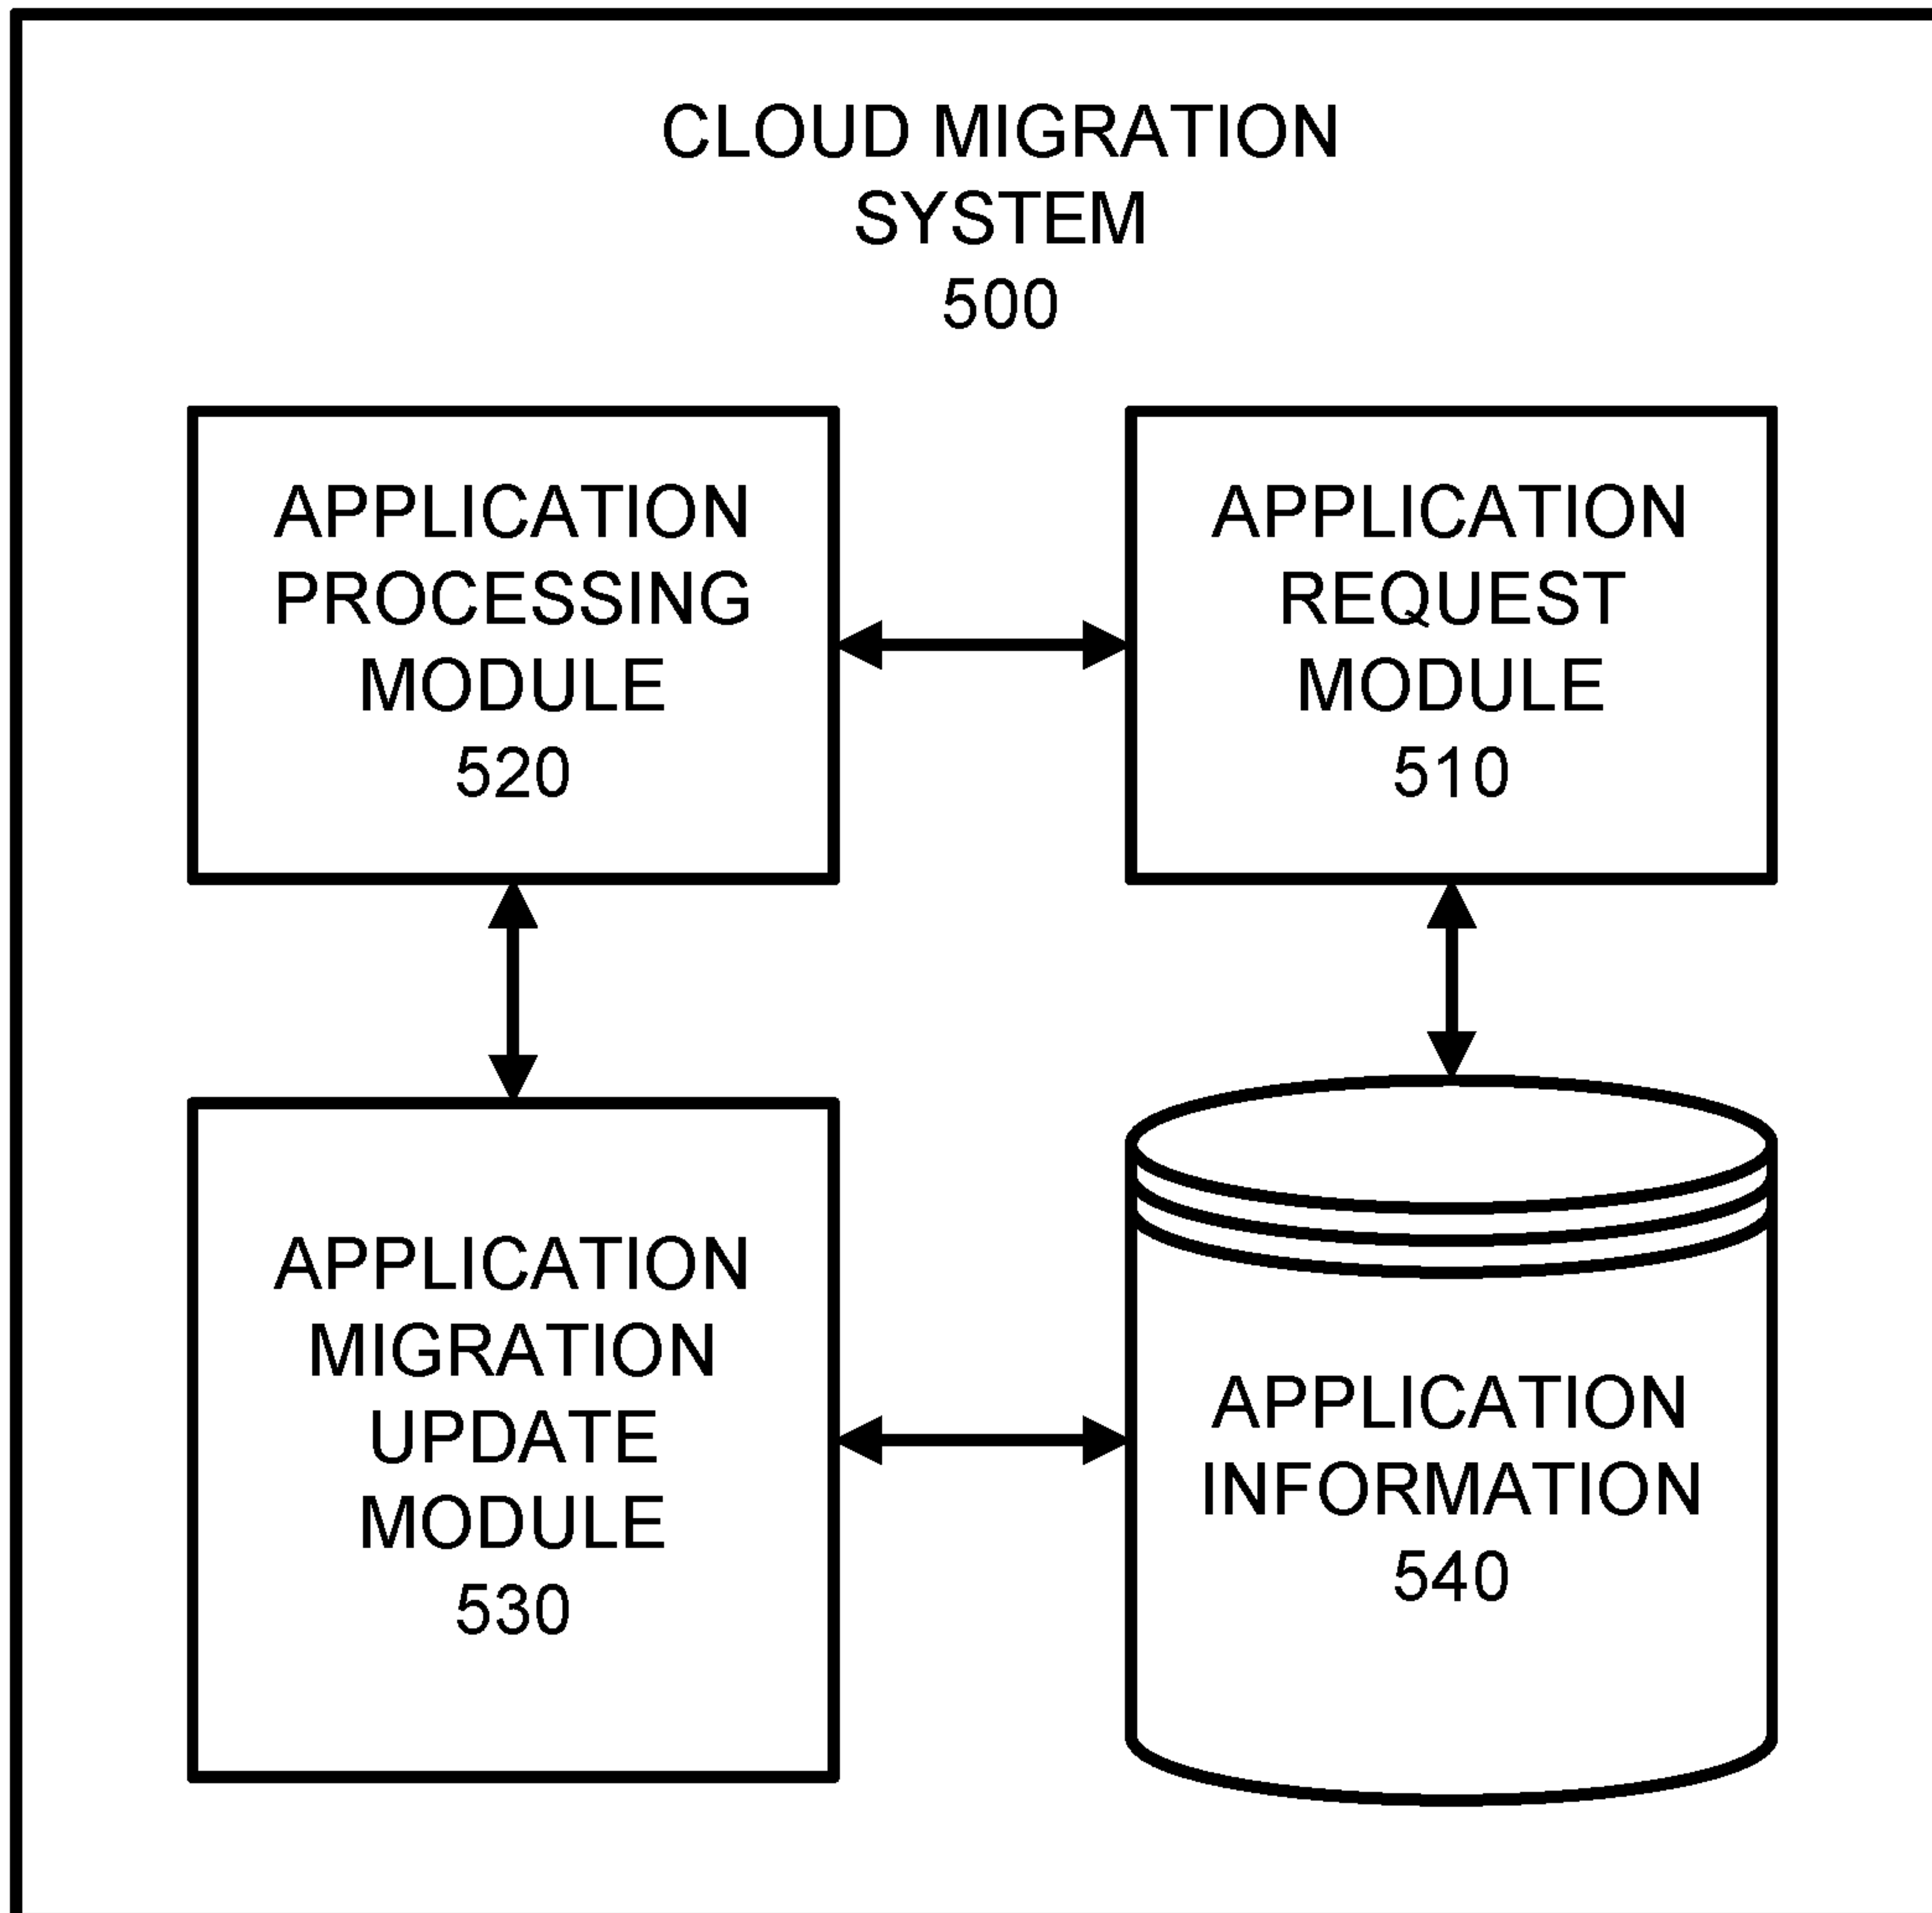 CLOUD MIGRATION
SYSTEM
500
APPLICATION
PROCESSING
MODULE
520
APPLICATION
REQUEST
MODULE
510
APPLICATION
MIGRATION
UPDATE
MODULE
530
APPLICATION
INFORMATION
540